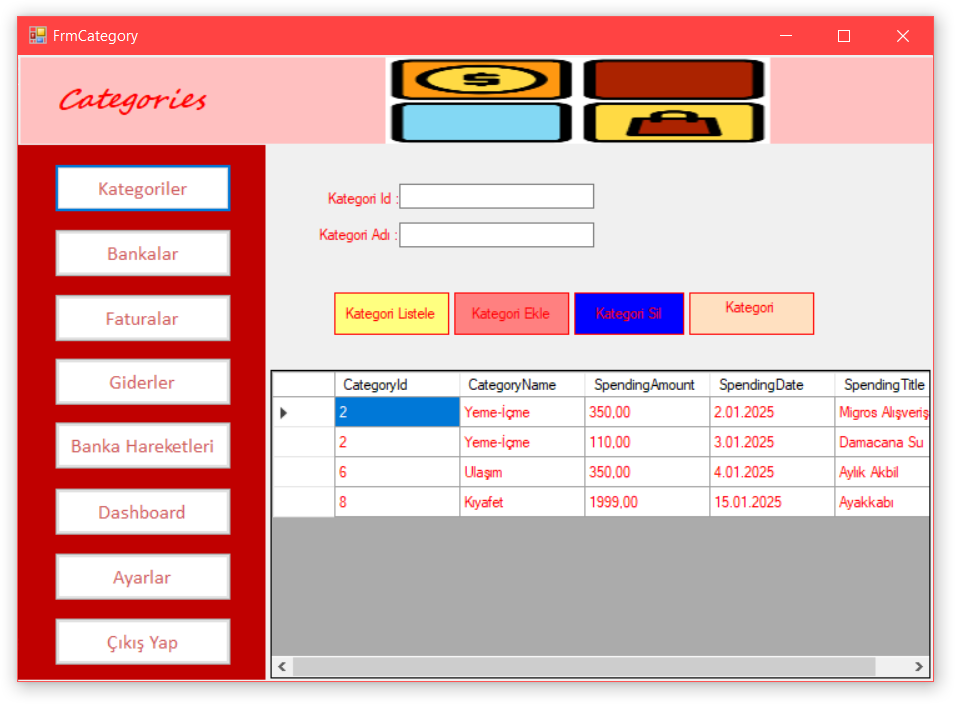 FrmCategory
Categories
Kategoriler
Bankalar
Faturalar
Giderler
Banka Hareketleri
Dashboard
Ayarlar
Çıkış Yap
Kategori Id :
Kategori Adı :
Kategori Listele Kategori Ekle Kategori Sil Kategori
CategoryId CategoryName SpendingAmount SpendingDate SpendingTitle
2 Yeme-İçme 350,00 2.01.2025 Migros Alışveriş
2 Yeme-İçme 110,00 3.01.2025 Damacana Su
6 Ulaşım 350,00 4.01.2025 Aylık Akbil
8 Kıyafet 1999,00 15.01.2025 Ayakkabı